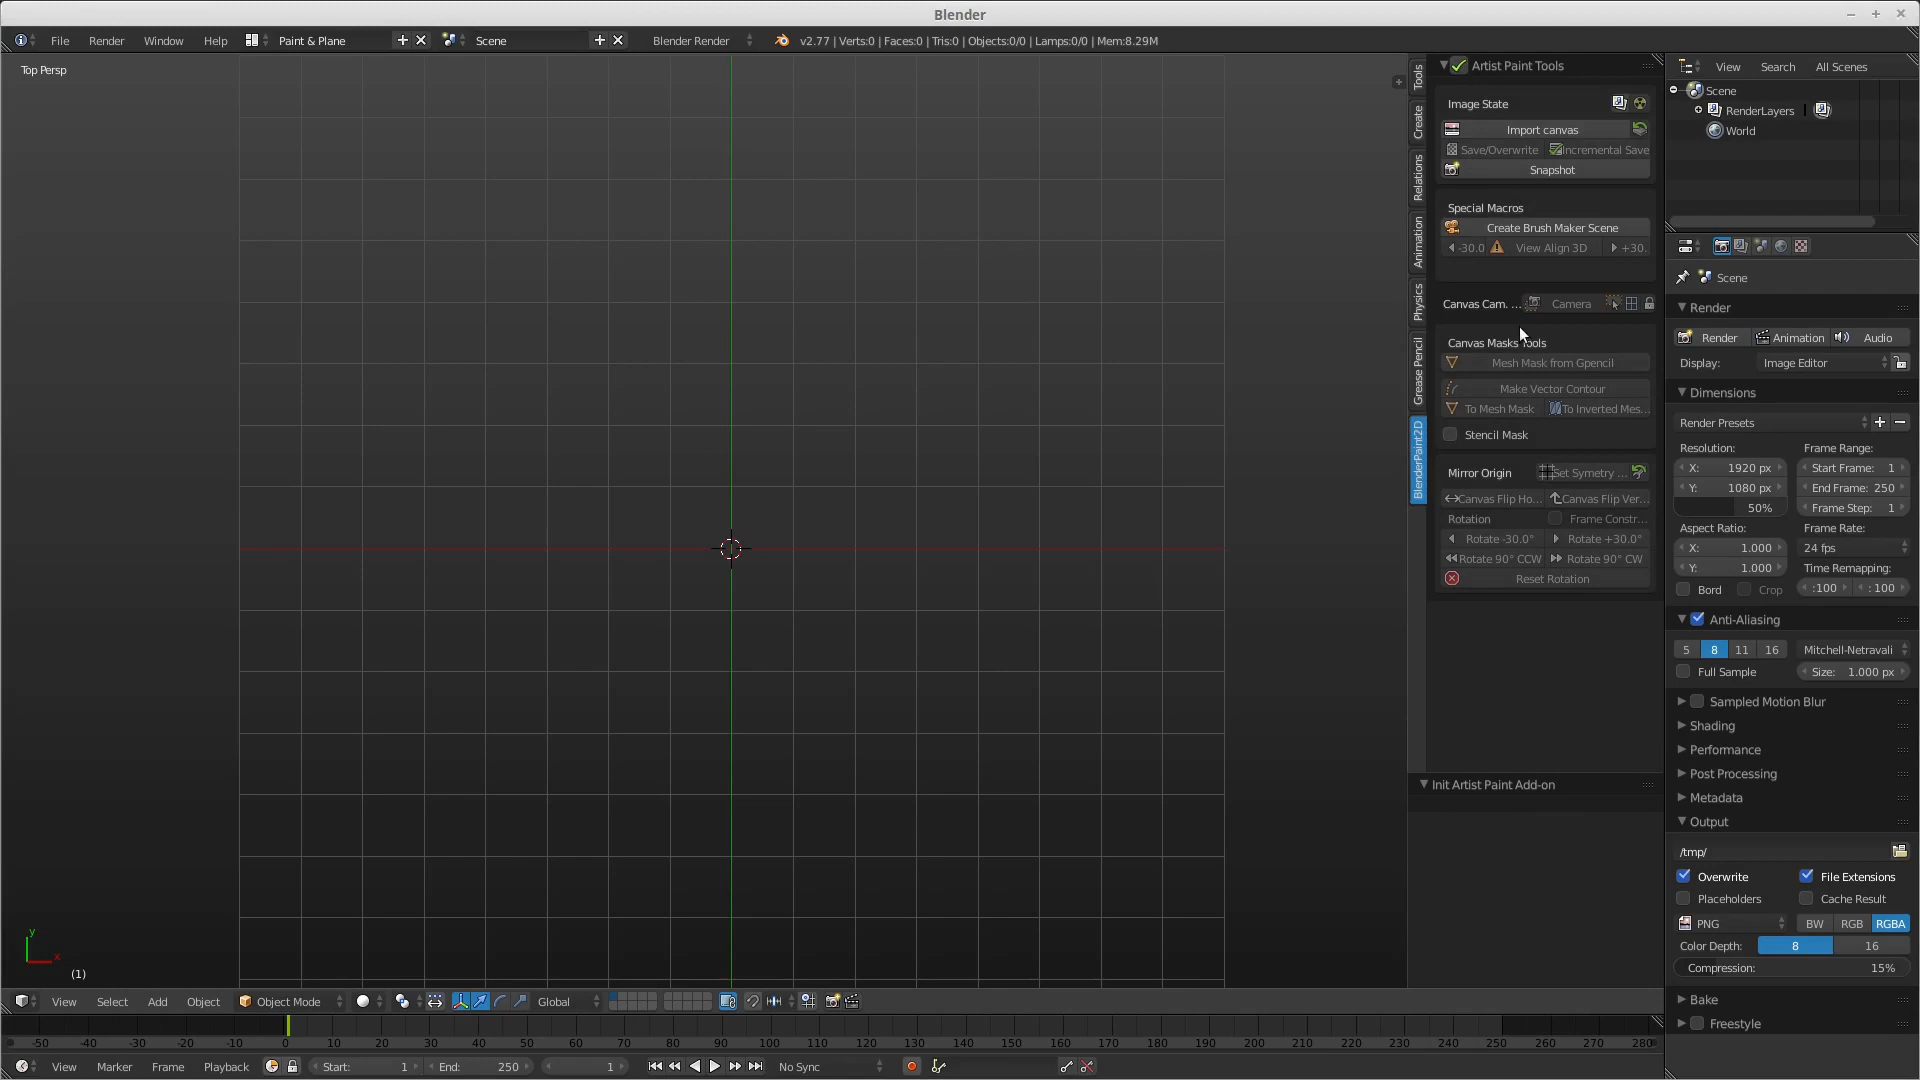 Blender
File Render Window Help Paint & Plane Scene Blender Render v2.77 | Verts:0 | Faces:0 | Tris:0 | Objects:0/0 | Lamps:0/0 | Mem:8.29M
Top Persp
(1)
y
x
Tools
Create
Relations
Animation
Physics
Grease Pencil
BlenderPaint2D
Artist Paint Tools
Image State
Import canvas
Save/Overwrite Incremental Save
Snapshot
Special Macros
Create Brush Maker Scene
-30.0 View Align 3D +30.
Canvas Cam. ... Camera
Canvas Masks Tools
Mesh Mask from Gpencil
Make Vector Contour
To Mesh Mask To Inverted Mes...
Stencil Mask
Mirror Origin Set Symetry ...
Canvas Flip Ho... Canvas Flip Ver...
Rotation Frame Constr...
Rotate -30.0° Rotate +30.0°
Rotate 90° CCW Rotate 90° CW
Reset Rotation
Init Artist Paint Add-on
View Search All Scenes
Scene
RenderLayers
World
Scene
Render
Render Animation Audio
Display: Image Editor
Dimensions
Render Presets
Resolution: Frame Range:
X: 1920 px Start Frame: 1
Y: 1080 px End Frame: 250
50% Frame Step: 1
Aspect Ratio: Frame Rate:
X: 1.000 24 fps
Y: 1.000 Time Remapping:
Bord Crop :100 : 100
Anti-Aliasing
5 8 11 16 Mitchell-Netravali
Full Sample Size: 1.000 px
Sampled Motion Blur
Shading
Performance
Post Processing
Metadata
Output
/tmp/
Overwrite File Extensions
Placeholders Cache Result
PNG BW RGB RGBA
Color Depth: 8 16
Compression: 15%
Bake
Freestyle
View Select Add Object Object Mode Global
-50 -40 -30 -20 -10 0 10 20 30 40 50 60 70 80 90 100 110 120 130 140 150 160 170 180 190 200 210 220 230 240 250 260 270 280
View Marker Frame Playback Start: 1 End: 250 1 No Sync